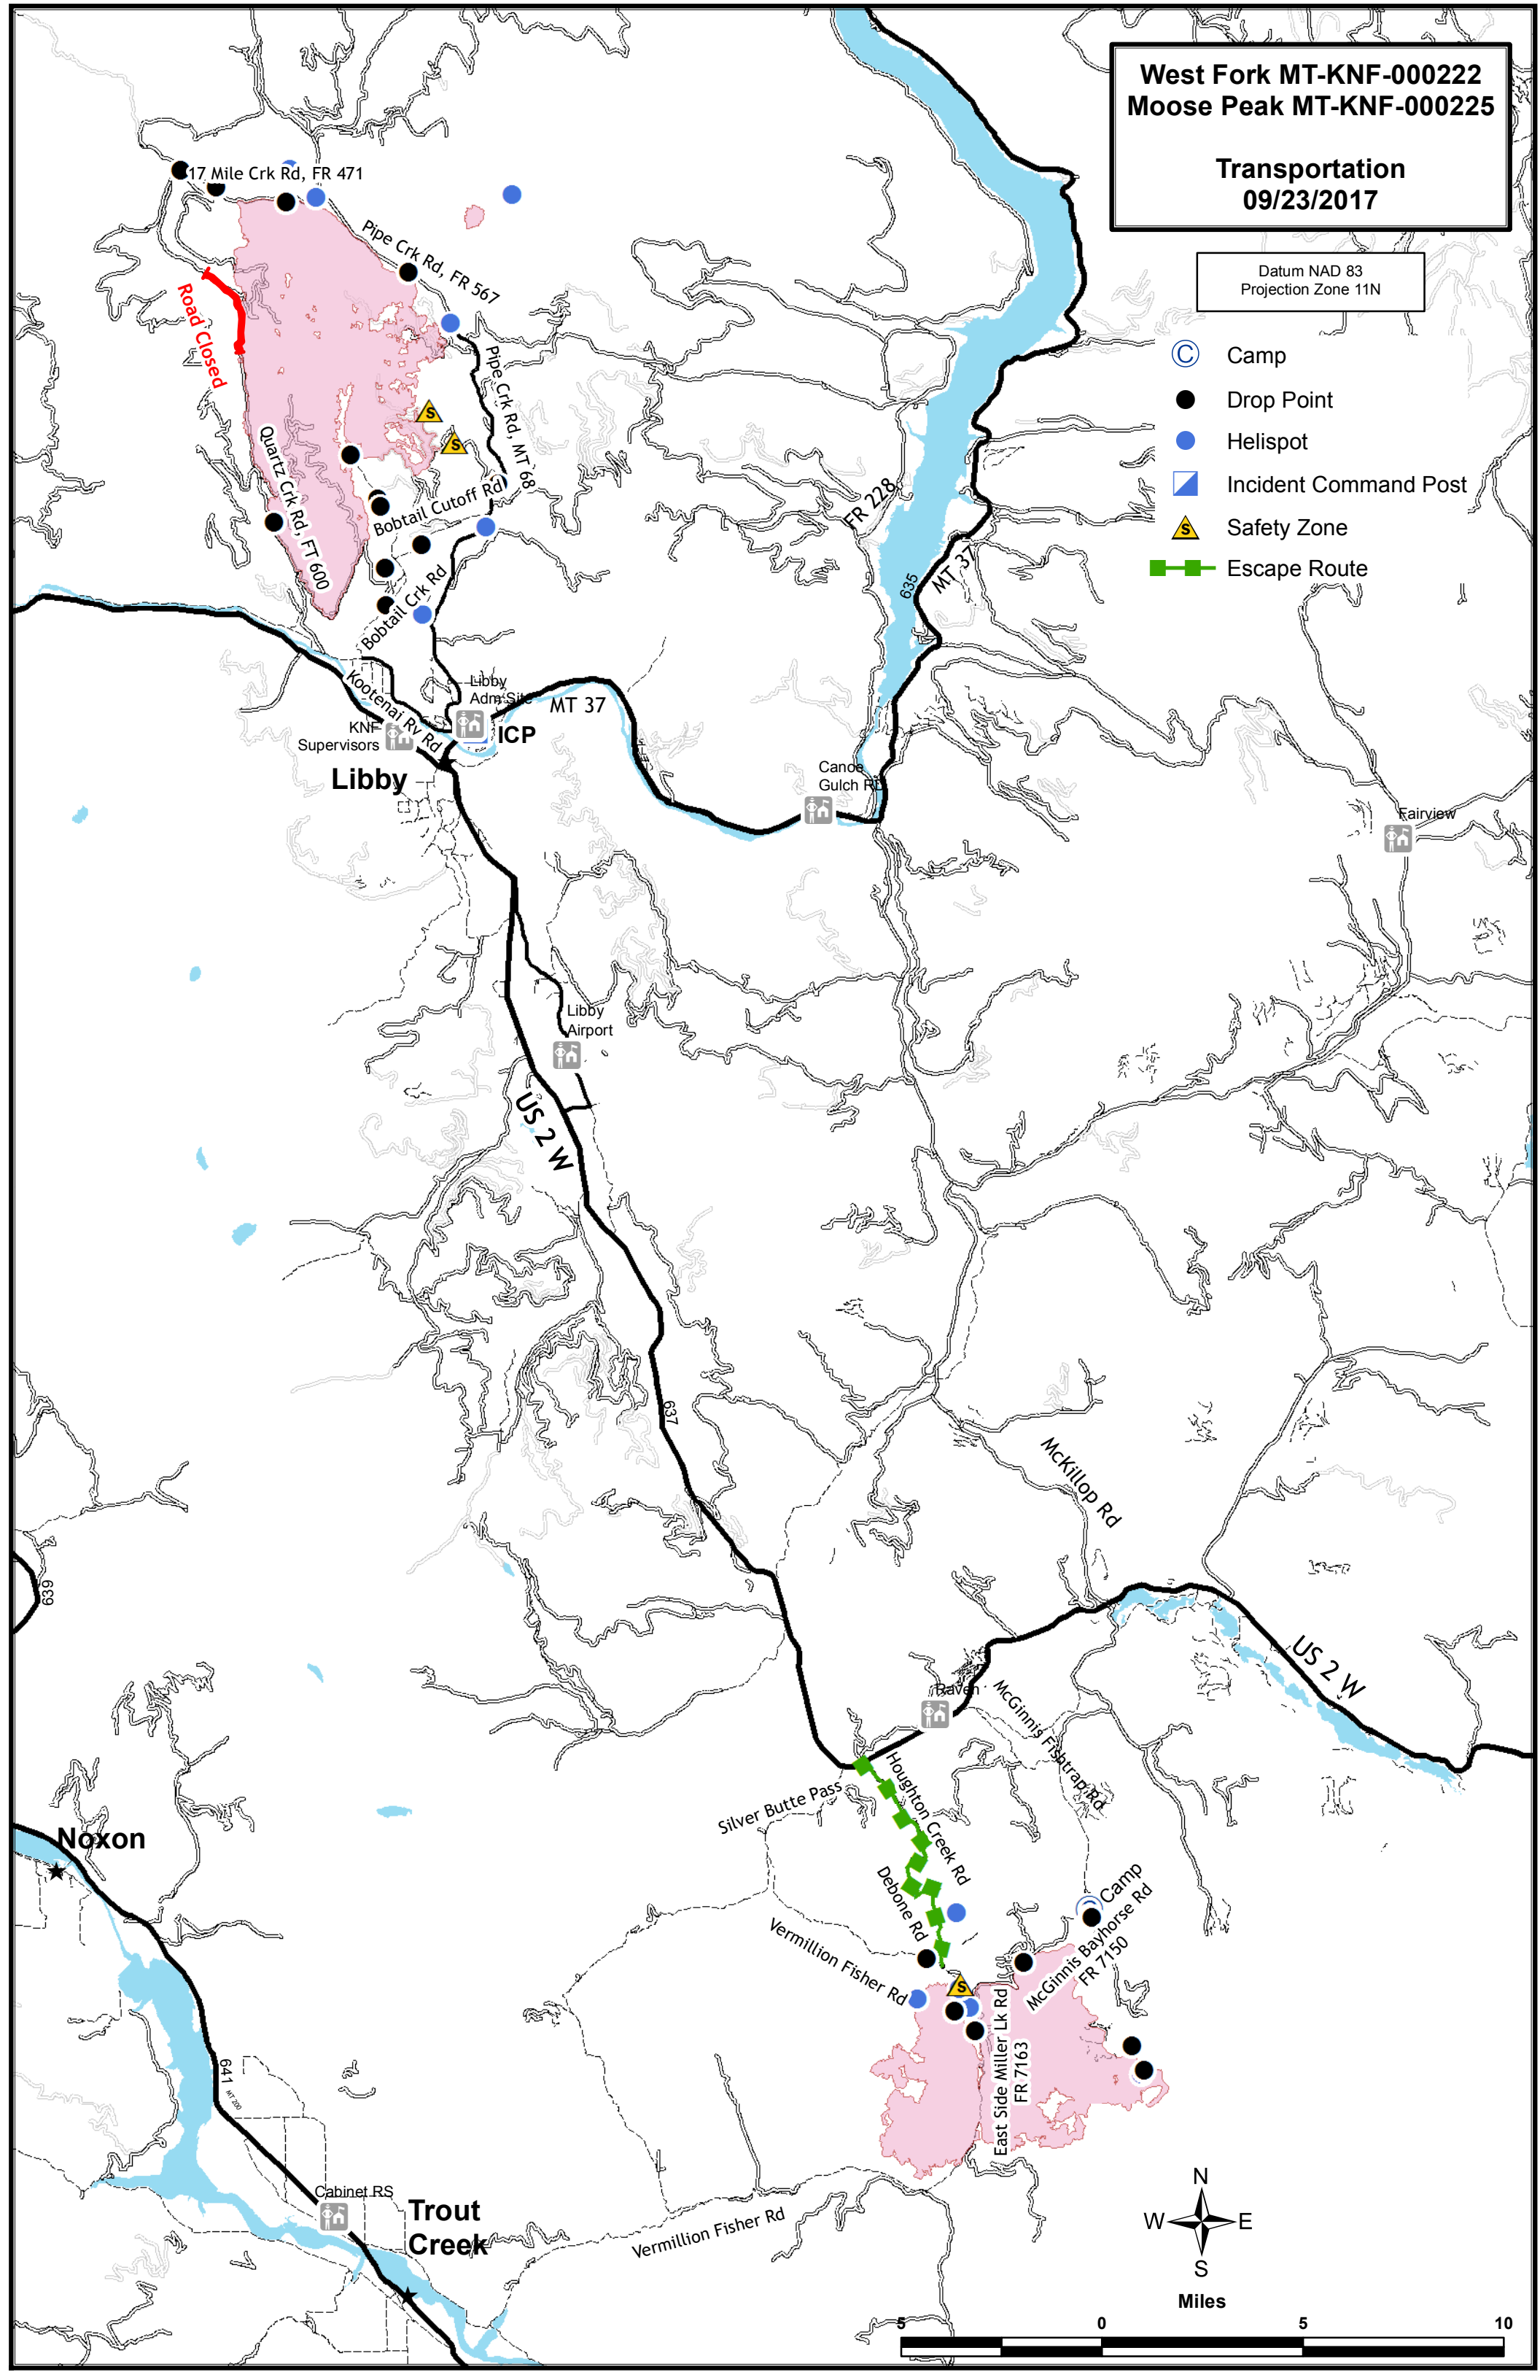 West Fork MT-KNF-000222
Moose Peak MT-KNF-000225
Transportation
09/23/2017
Datum NAD 83
Projection Zone 11N
C Camp
Drop Point
Helispot
Incident Command Post
S Safety Zone
Escape Route
17 Mile Crk Rd, FR 471
Pipe Crk Rd, FR 567
Road Closed
Pipe Crk Rd, MT 68
S
S
Quartz Crk Rd, FT 600
Bobtail Cutoff Rd
FR 228
635
MT 37
Bobtail Crk Rd
Kootenai Rv Rd
Libby
Adm Site
MT 37
KNF
Supervisors
ICP
Libby
Canoe
Gulch RD
Fairview
Libby
Airport
US 2 W
637
McKillop Rd
639
US 2 W
Raven
McGinnis Fishtrap Rd
Houghton Creek Rd
Silver Butte Pass
Noxon
Debone Rd
Camp
McGinnis Bayhorse Rd
FR 7150
Vermillion Fisher Rd
S
East Side Miller Lk Rd
FR 7163
641
MT 200
Cabinet RS
Trout
Creek
Vermillion Fisher Rd
N
W E
S
Miles
5 0 5 10